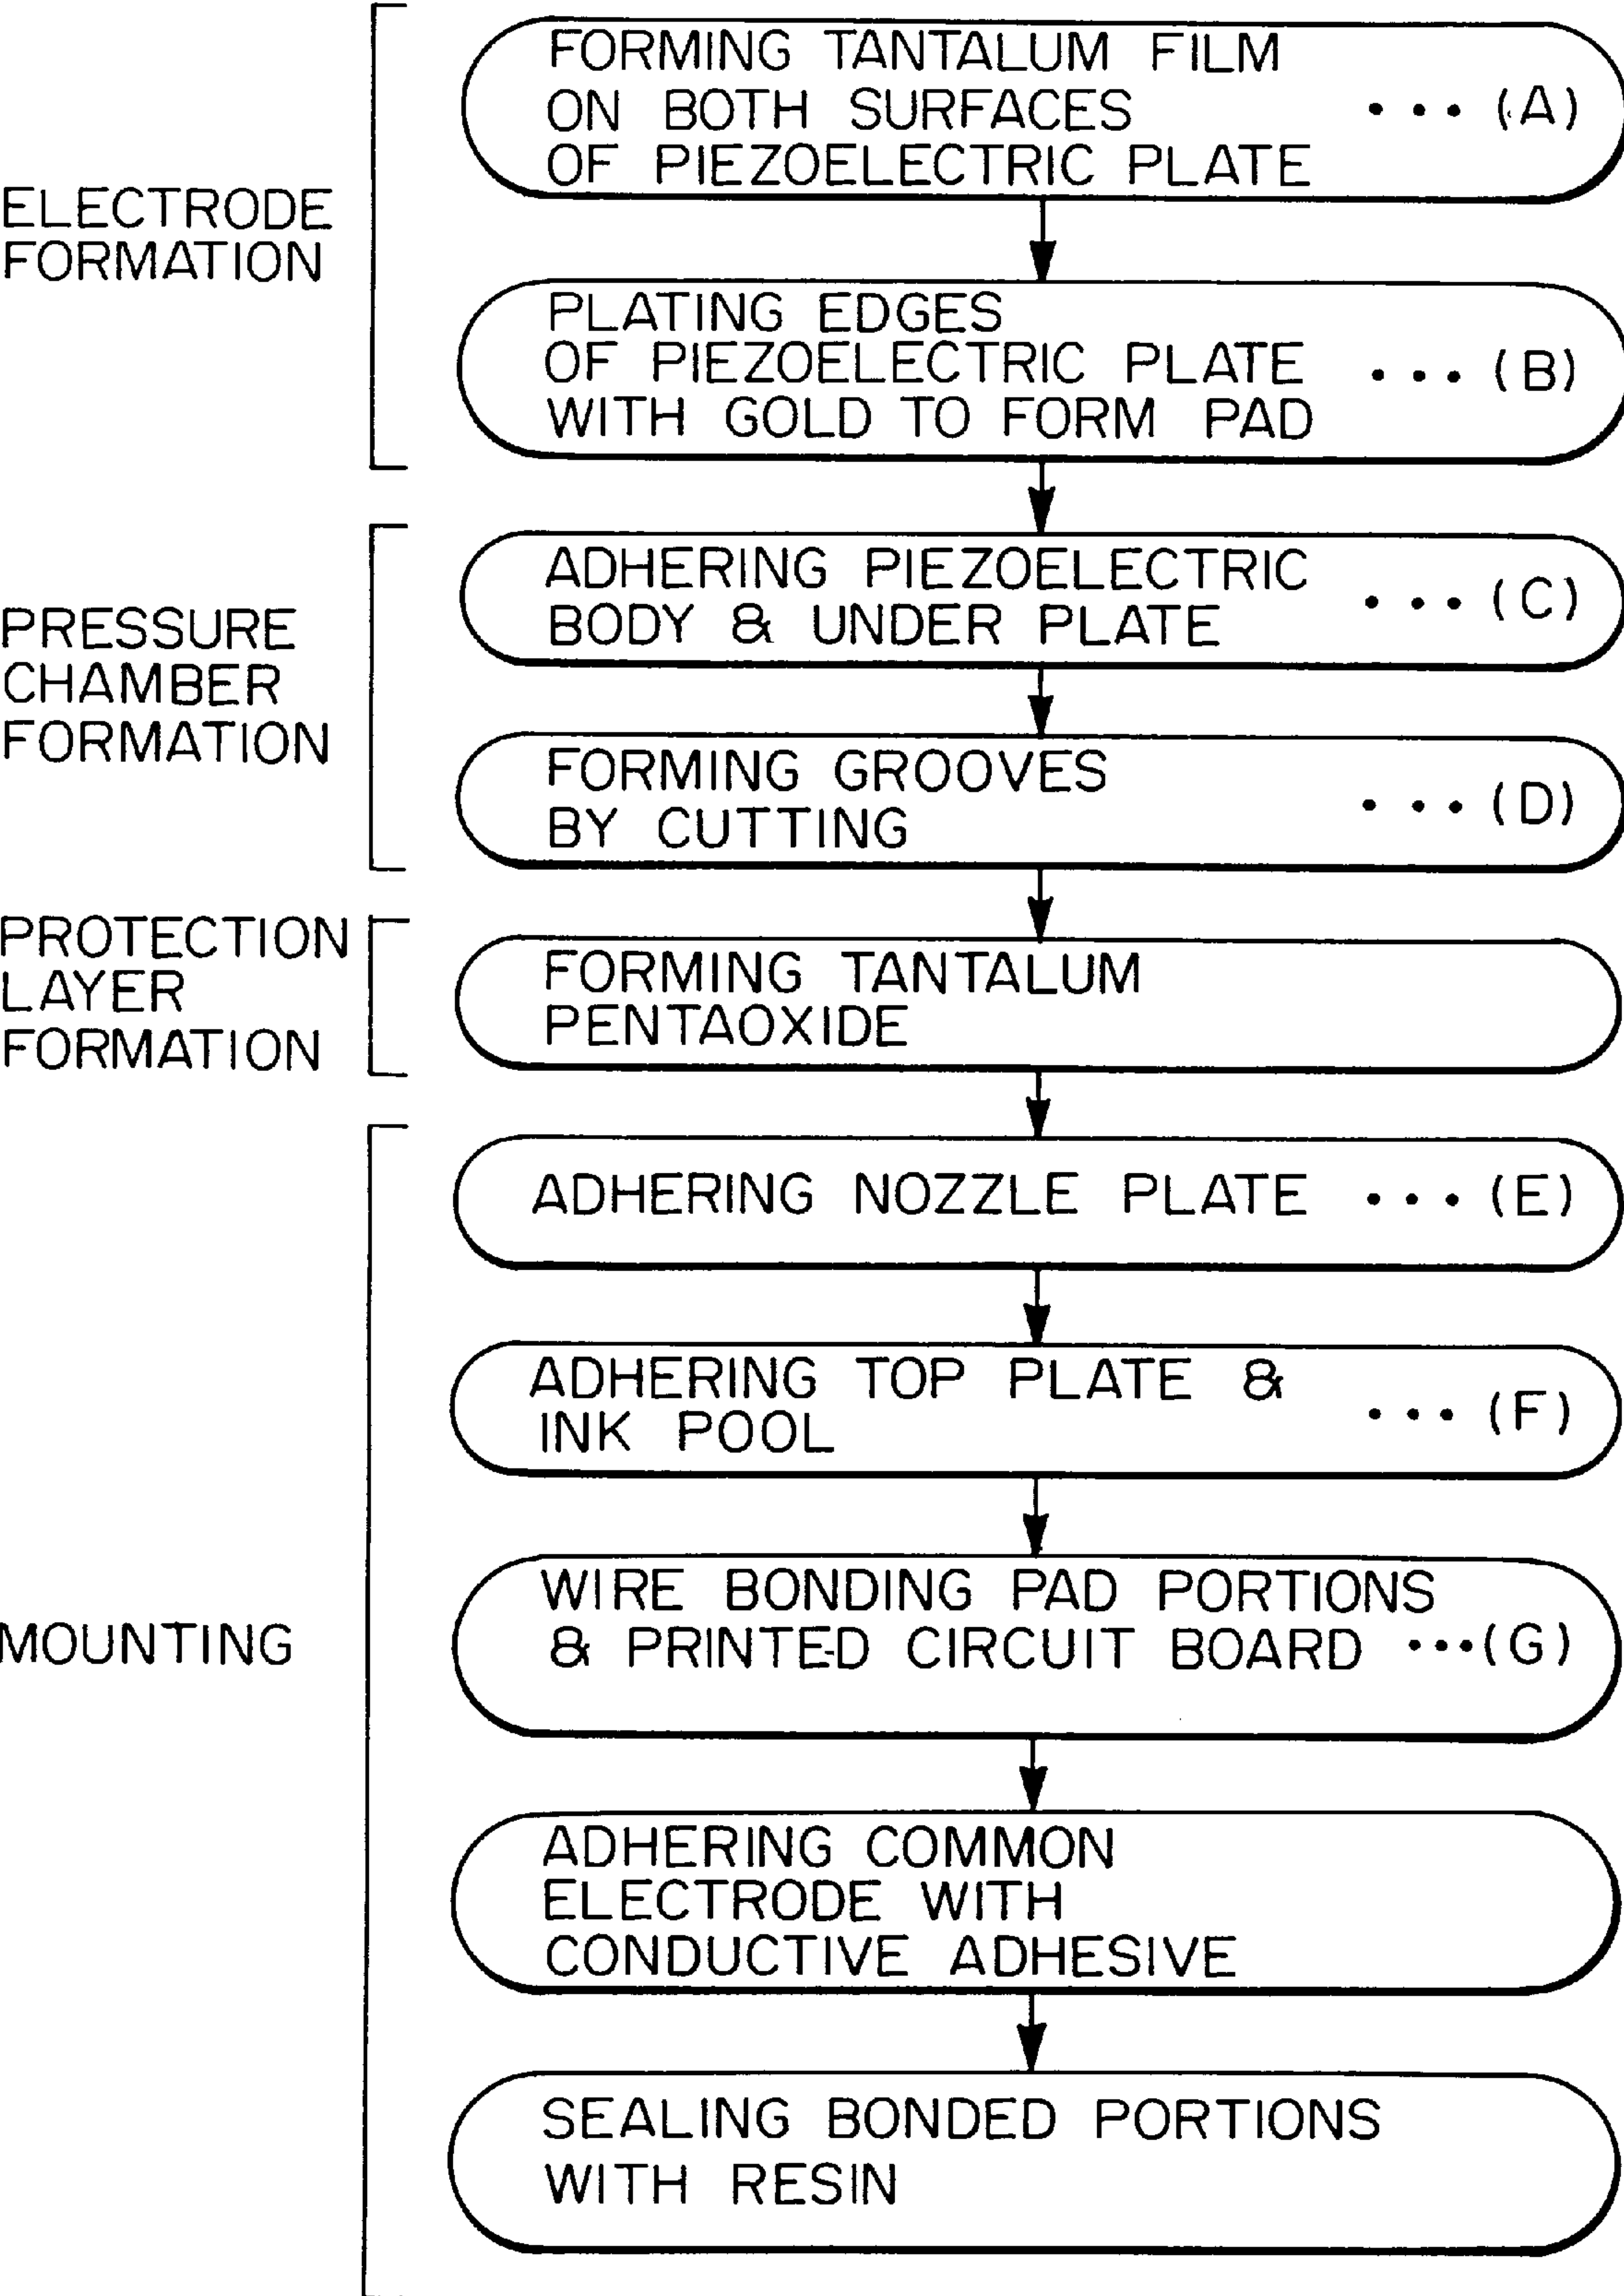 ELECTRODE
FORMATION
FORMING TANTALUM FILM
ON BOTH SURFACES ••• (A)
OF PIEZOELECTRIC PLATE
PLATING EDGES
OF PIEZOELECTRIC PLATE ••• (B)
WITH GOLD TO FORM PAD
PRESSURE
CHAMBER
FORMATION
ADHERING PIEZOELECTRIC
BODY & UNDER PLATE ••• (C)
FORMING GROOVES
BY CUTTING ••• (D)
PROTECTION
LAYER
FORMATION
FORMING TANTALUM
PENTAOXIDE
MOUNTING
ADHERING NOZZLE PLATE ••• (E)
ADHERING TOP PLATE &
INK POOL ••• (F)
WIRE BONDING PAD PORTIONS
& PRINTED CIRCUIT BOARD ••• (G)
ADHERING COMMON
ELECTRODE WITH
CONDUCTIVE ADHESIVE
SEALING BONDED PORTIONS
WITH RESIN